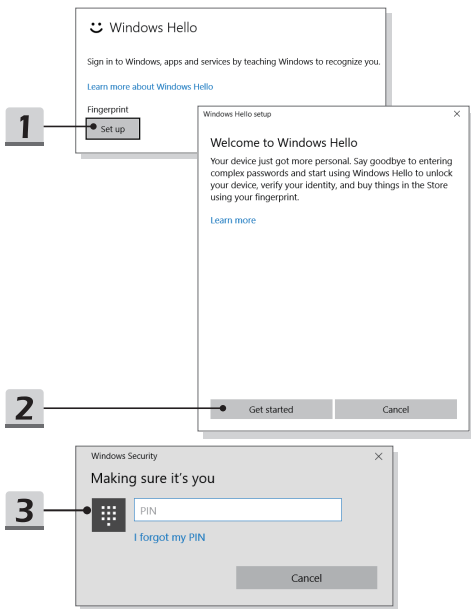 Windows Hello
Sign in to Windows, apps and services by teaching Windows to recognize you.
Learn more about Windows Hello
Fingerprint
1
Set up
Windows Hello setup
Welcome to Windows Hello
Your device just got more personal. Say goodbye to entering
complex passwords and start using Windows Hello to unlock
your device, verify your identity, and buy things in the Store
using your fingerprint.
Learn more
2
Get started
Cancel
Windows Security
Making sure it's you
3
PIN
I forgot my PIN
Cancel